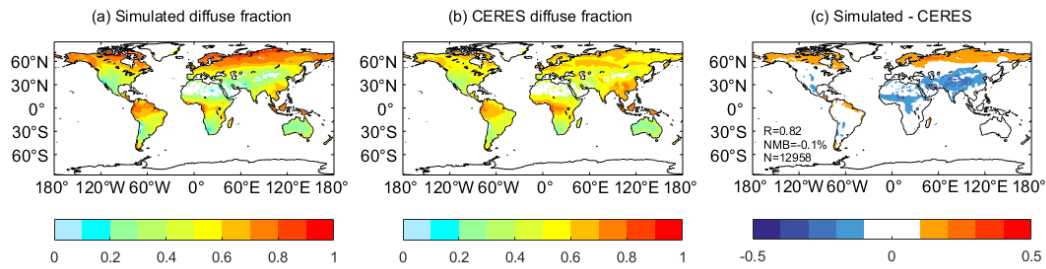 (a) Simulated diffuse fraction
(b) CERES diffuse fraction
(c) Simulated - CERES
60°N
30°N
0°
30°S
60°S
180°
120°W
60°W
0°
60°E
120°E
180°
60°N
30°N
0°
30°S
60°S
180°
120°W
60°W
0°
60°E
120°E
180°
60°N
30°N
0°
30°S
60°S
R=0.82
NMB=-0.1%
N=12958
180°
120°W
60°W
0°
60°E
120°E
180°
0 0.2 0.4 0.6 0.8 1
0 0.2 0.4 0.6 0.8 1
-0.5 0 0.5